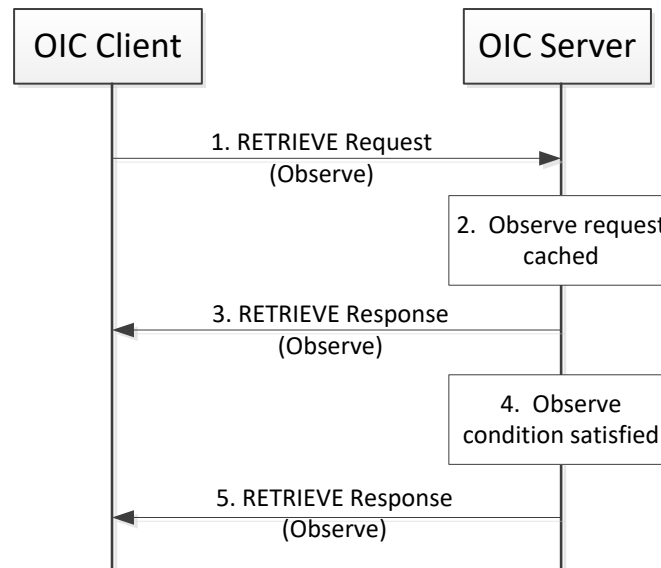 OIC Client
OIC Server
1. RETRIEVE Request
(Observe)
2. Observe request
cached
3. RETRIEVE Response
(Observe)
4. Observe
condition satisfied
5. RETRIEVE Response
(Observe)